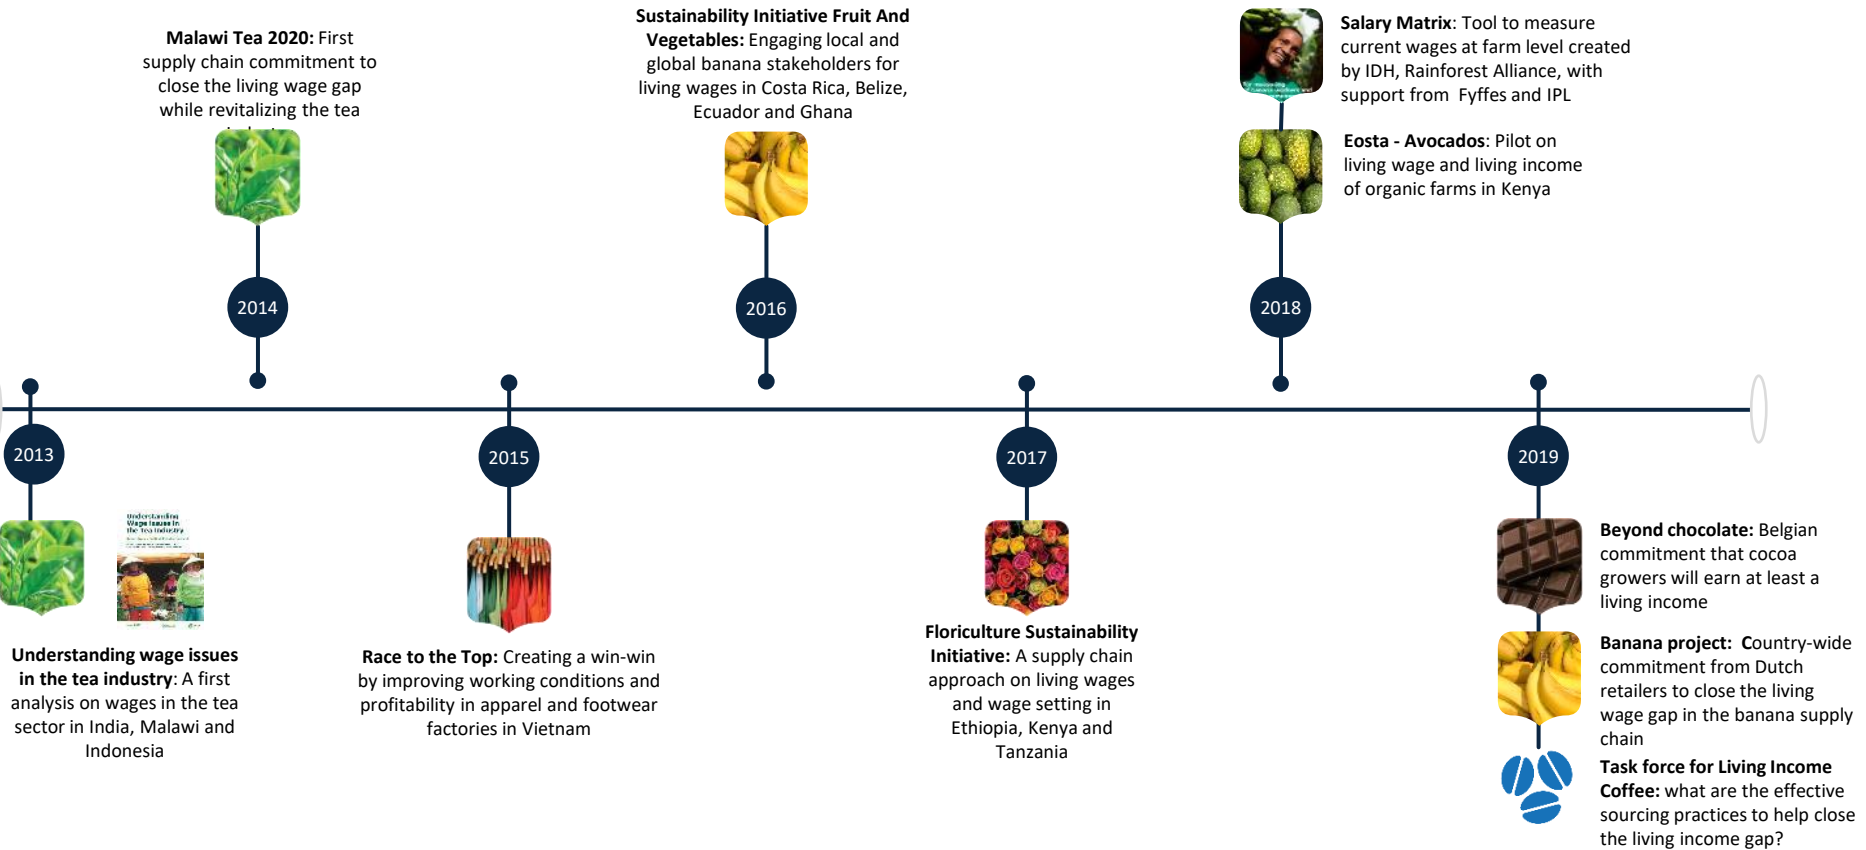 Malawi Tea 2020: First
supply chain commitment to
close the living wage gap
while revitalizing the tea
Sustainability Initiative Fruit And
Vegetables: Engaging local and
global banana stakeholders for
living wages in Costa Rica, Belize,
Ecuador and Ghana
Salary Matrix: Tool to measure
current wages at farm level created
by IDH, Rainforest Alliance, with
support from Fyffes and IPL
Eosta - Avocados: Pilot on
living wage and living income
of organic farms in Kenya
2014
2016
2018
2013
2015
2017
2019
Understanding
Wage Issues in
the Tea Industry
Understanding wage issues
in the tea industry: A first
analysis on wages in the tea
sector in India, Malawi and
Indonesia
Race to the Top: Creating a win-win
by improving working conditions and
profitability in apparel and footwear
factories in Vietnam
Floriculture Sustainability
Initiative: A supply chain
approach on living wages
and wage setting in
Ethiopia, Kenya and
Tanzania
Beyond chocolate: Belgian
commitment that cocoa
growers will earn at least a
living income
Banana project: Country-wide
commitment from Dutch
retailers to close the living
wage gap in the banana supply
chain
Task force for Living Income
Coffee: what are the effective
sourcing practices to help close
the living income gap?